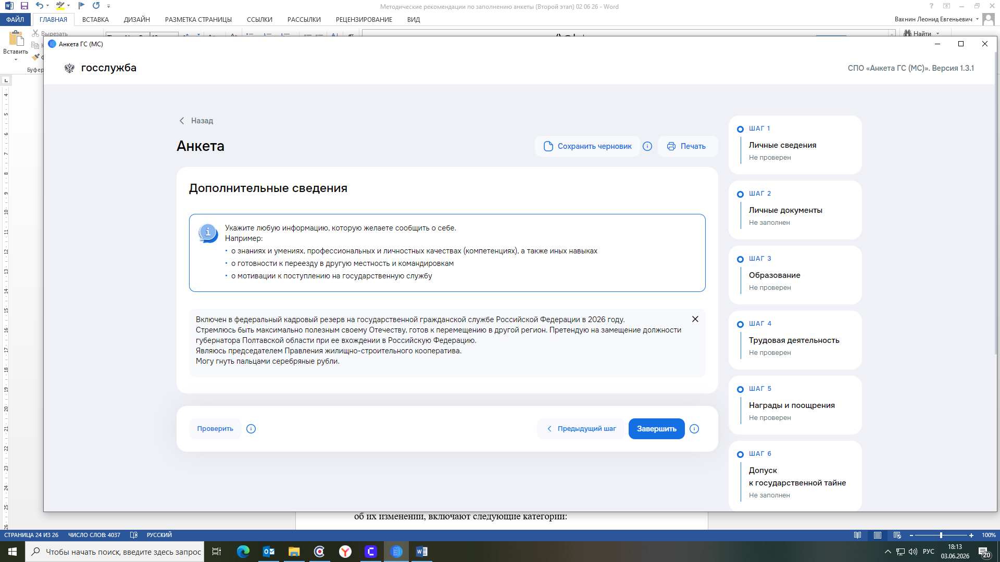 Методические рекомендации по заполнению анкеты (Второй этап) 02 06 26 - Word
ФАЙЛ ГЛАВНАЯ ВСТАВКА ДИЗАЙН РАЗМЕТКА СТРАНИЦЫ ССЫЛКИ РАССЫЛКИ РЕЦЕНЗИРОВАНИЕ ВИД
Вахнин Леонид Евгеньевич
Вырезать
Найти
Вставить
Анкета ГС (МС)
госслужба
СПО «Анкета ГС (МС)». Версия 1.3.1
Назад
Анкета
Сохранить черновик
Печать
Дополнительные сведения
Укажите любую информацию, которую желаете сообщить о себе.
Например:
• о знаниях и умениях, профессиональных и личностных качествах (компетенциях), а также иных навыках
• о готовности к переезду в другую местность и командировкам
• о мотивации к поступлению на государственную службу
Включен в федеральный кадровый резерв на государственной гражданской службе Российской Федерации в 2026 году.
Стремлюсь быть максимально полезным своему Отечеству, готов к перемещению в другой регион. Претендую на замещение должности
губернатора Полтавской области при ее вхождении в Российскую Федерацию.
Являюсь председателем Правления жилищно-строительного кооператива.
Могу гнуть пальцами серебряные рубли.
Проверить
Предыдущий шаг
Завершить
ШАГ 1
Личные сведения
Не проверен
ШАГ 2
Личные документы
Не заполнен
ШАГ 3
Образование
Не проверен
ШАГ 4
Трудовая деятельность
Не проверен
ШАГ 5
Награды и поощрения
Не проверен
ШАГ 6
Допуск
к государственной тайне
Не заполнен
об их изменении, включают следующие категории:
СТРАНИЦА 24 ИЗ 26 ЧИСЛО СЛОВ: 4037 РУССКИЙ
100%
Чтобы начать поиск, введите здесь запрос
РУС
18:13
03.06.2026
20